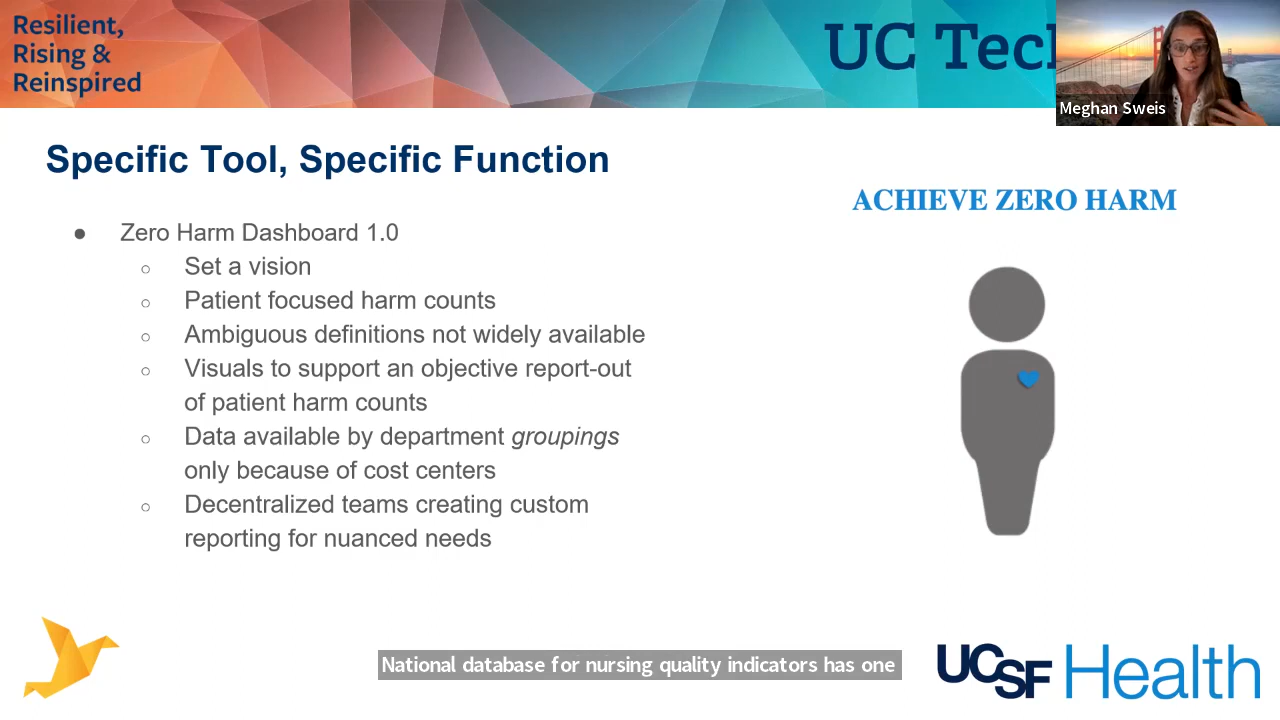 Resilient,
Rising &
Reinspired
UC Tec
Meghan Sweis
Specific Tool, Specific Function
ACHIEVE ZERO HARM
● Zero Harm Dashboard 1.0
○ Set a vision
○ Patient focused harm counts
○ Ambiguous definitions not widely available
○ Visuals to support an objective report-out
of patient harm counts
○ Data available by department groupings
only because of cost centers
○ Decentralized teams creating custom
reporting for nuanced needs
National database for nursing quality indicators has one
UCSF Health